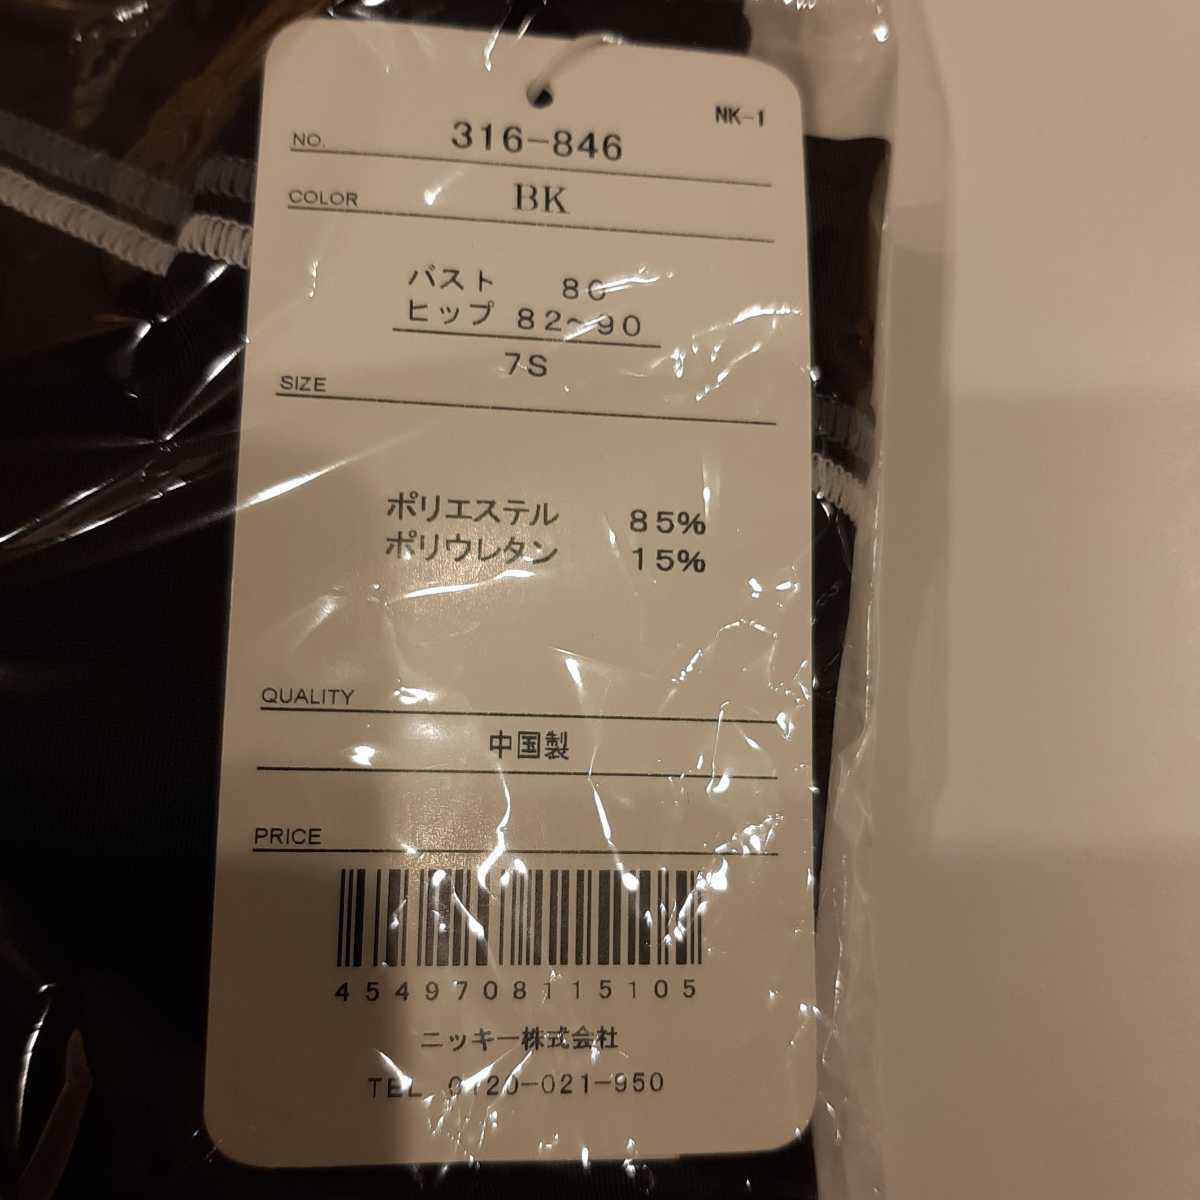 NK-1
NO. 316-846
COLOR BK
バスト 80
ヒップ 82～90
7S
SIZE
ポリエステル 85%
ポリウレタン 15%
QUALITY
中国製
PRICE
4549708115105
ニッキー株式会社
TEL 0120-021-950